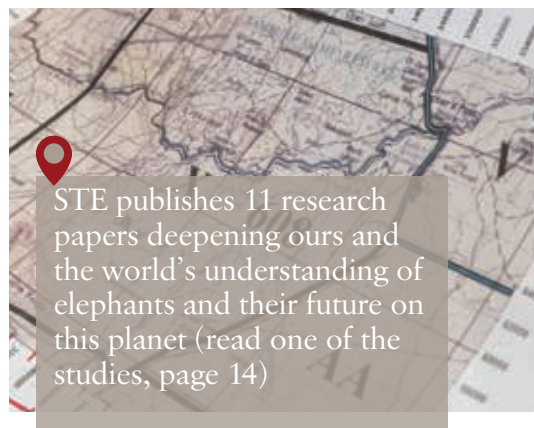 STE publishes 11 research
papers deepening ours and
the world's understanding of
elephants and their future on
this planet (read one of the
studies, page 14)
AA